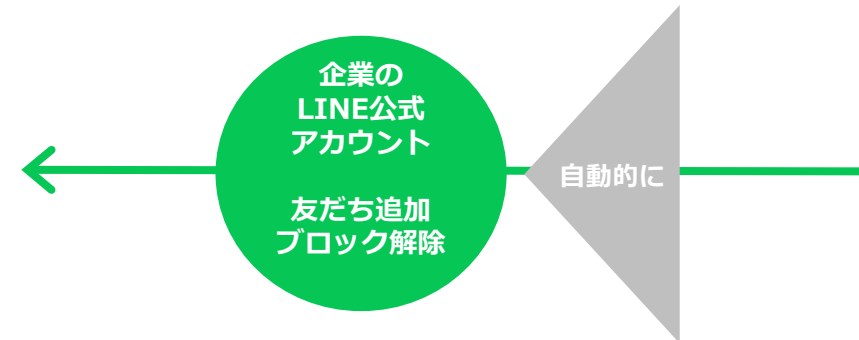 企業の
LINE公式
アカウント
友だち追加
ブロック解除
自動的に